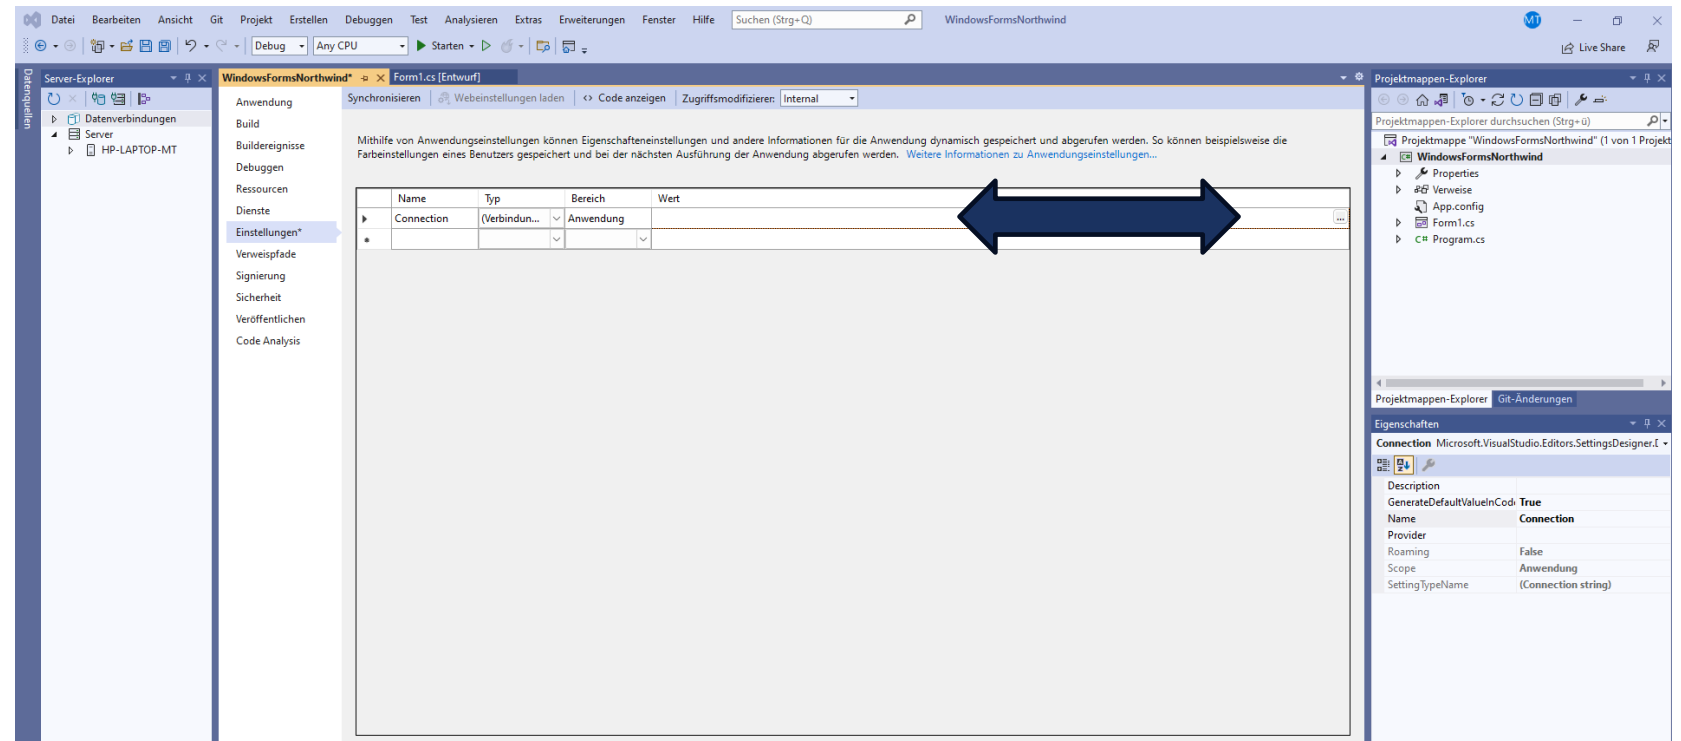 Datei Bearbeiten Ansicht Git Projekt Erstellen Debuggen Test Analysieren Extras Erweiterungen Fenster Hilfe Suchen (Strg+Q) WindowsFormsNorthwind MT
Debug Any CPU Starten Live Share
Datenquellen
Server-Explorer
Datenverbindungen
Server
HP-LAPTOP-MT
WindowsFormsNorthwind* Form1.cs [Entwurf]
Anwendung
Build
Buildereignisse
Debuggen
Ressourcen
Dienste
Einstellungen*
Verweispfade
Signierung
Sicherheit
Veröffentlichen
Code Analysis
Synchronisieren Webeinstellungen laden Code anzeigen Zugriffsmodifizierer: Internal
Mithilfe von Anwendungseinstellungen können Eigenschafteneinstellungen und andere Informationen für die Anwendung dynamisch gespeichert und abgerufen werden. So können beispielsweise die
Farbeinstellungen eines Benutzers gespeichert und bei der nächsten Ausführung der Anwendung abgerufen werden. Weitere Informationen zu Anwendungseinstellungen...
Name Typ Bereich Wert
Connection (Verbindun... Anwendung ...
Projektmappen-Explorer
Projektmappen-Explorer durchsuchen (Strg+ü)
Projektmappe "WindowsFormsNorthwind" (1 von 1 Projekt
WindowsFormsNorthwind
Properties
Verweise
App.config
Form1.cs
C# Program.cs
Projektmappen-Explorer Git-Änderungen
Eigenschaften
Connection Microsoft.VisualStudio.Editors.SettingsDesigner.D
Description
GenerateDefaultValueInCode True
Name Connection
Provider
Roaming False
Scope Anwendung
SettingTypeName (Connection string)